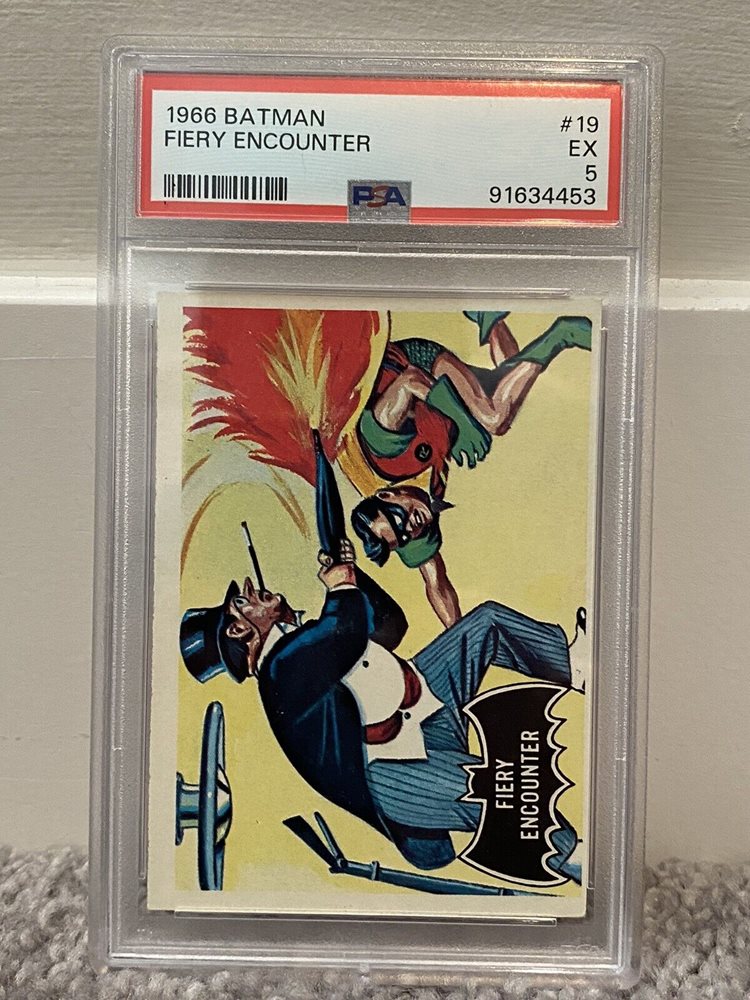 1966 BATMAN #19
FIERY ENCOUNTER EX
5
PSA 91634453
R
FIERY
ENCOUNTER